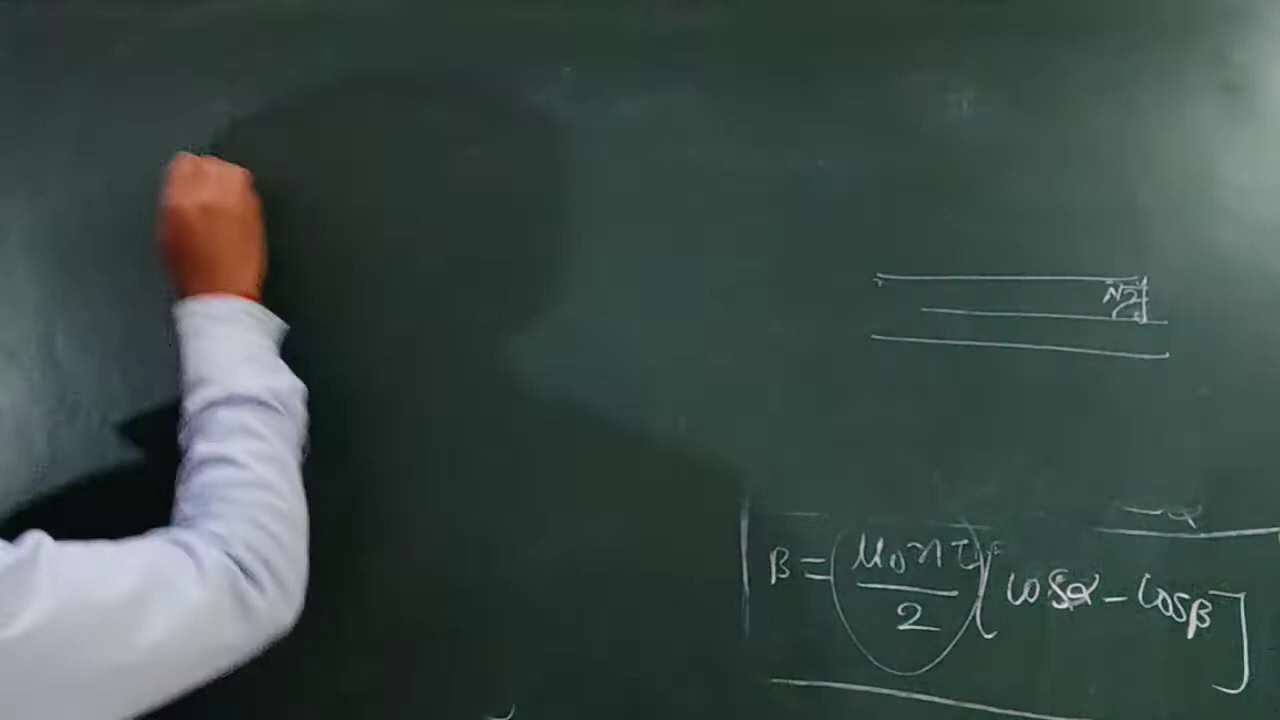 B = μ₀nI/2 [cosα - cosβ]